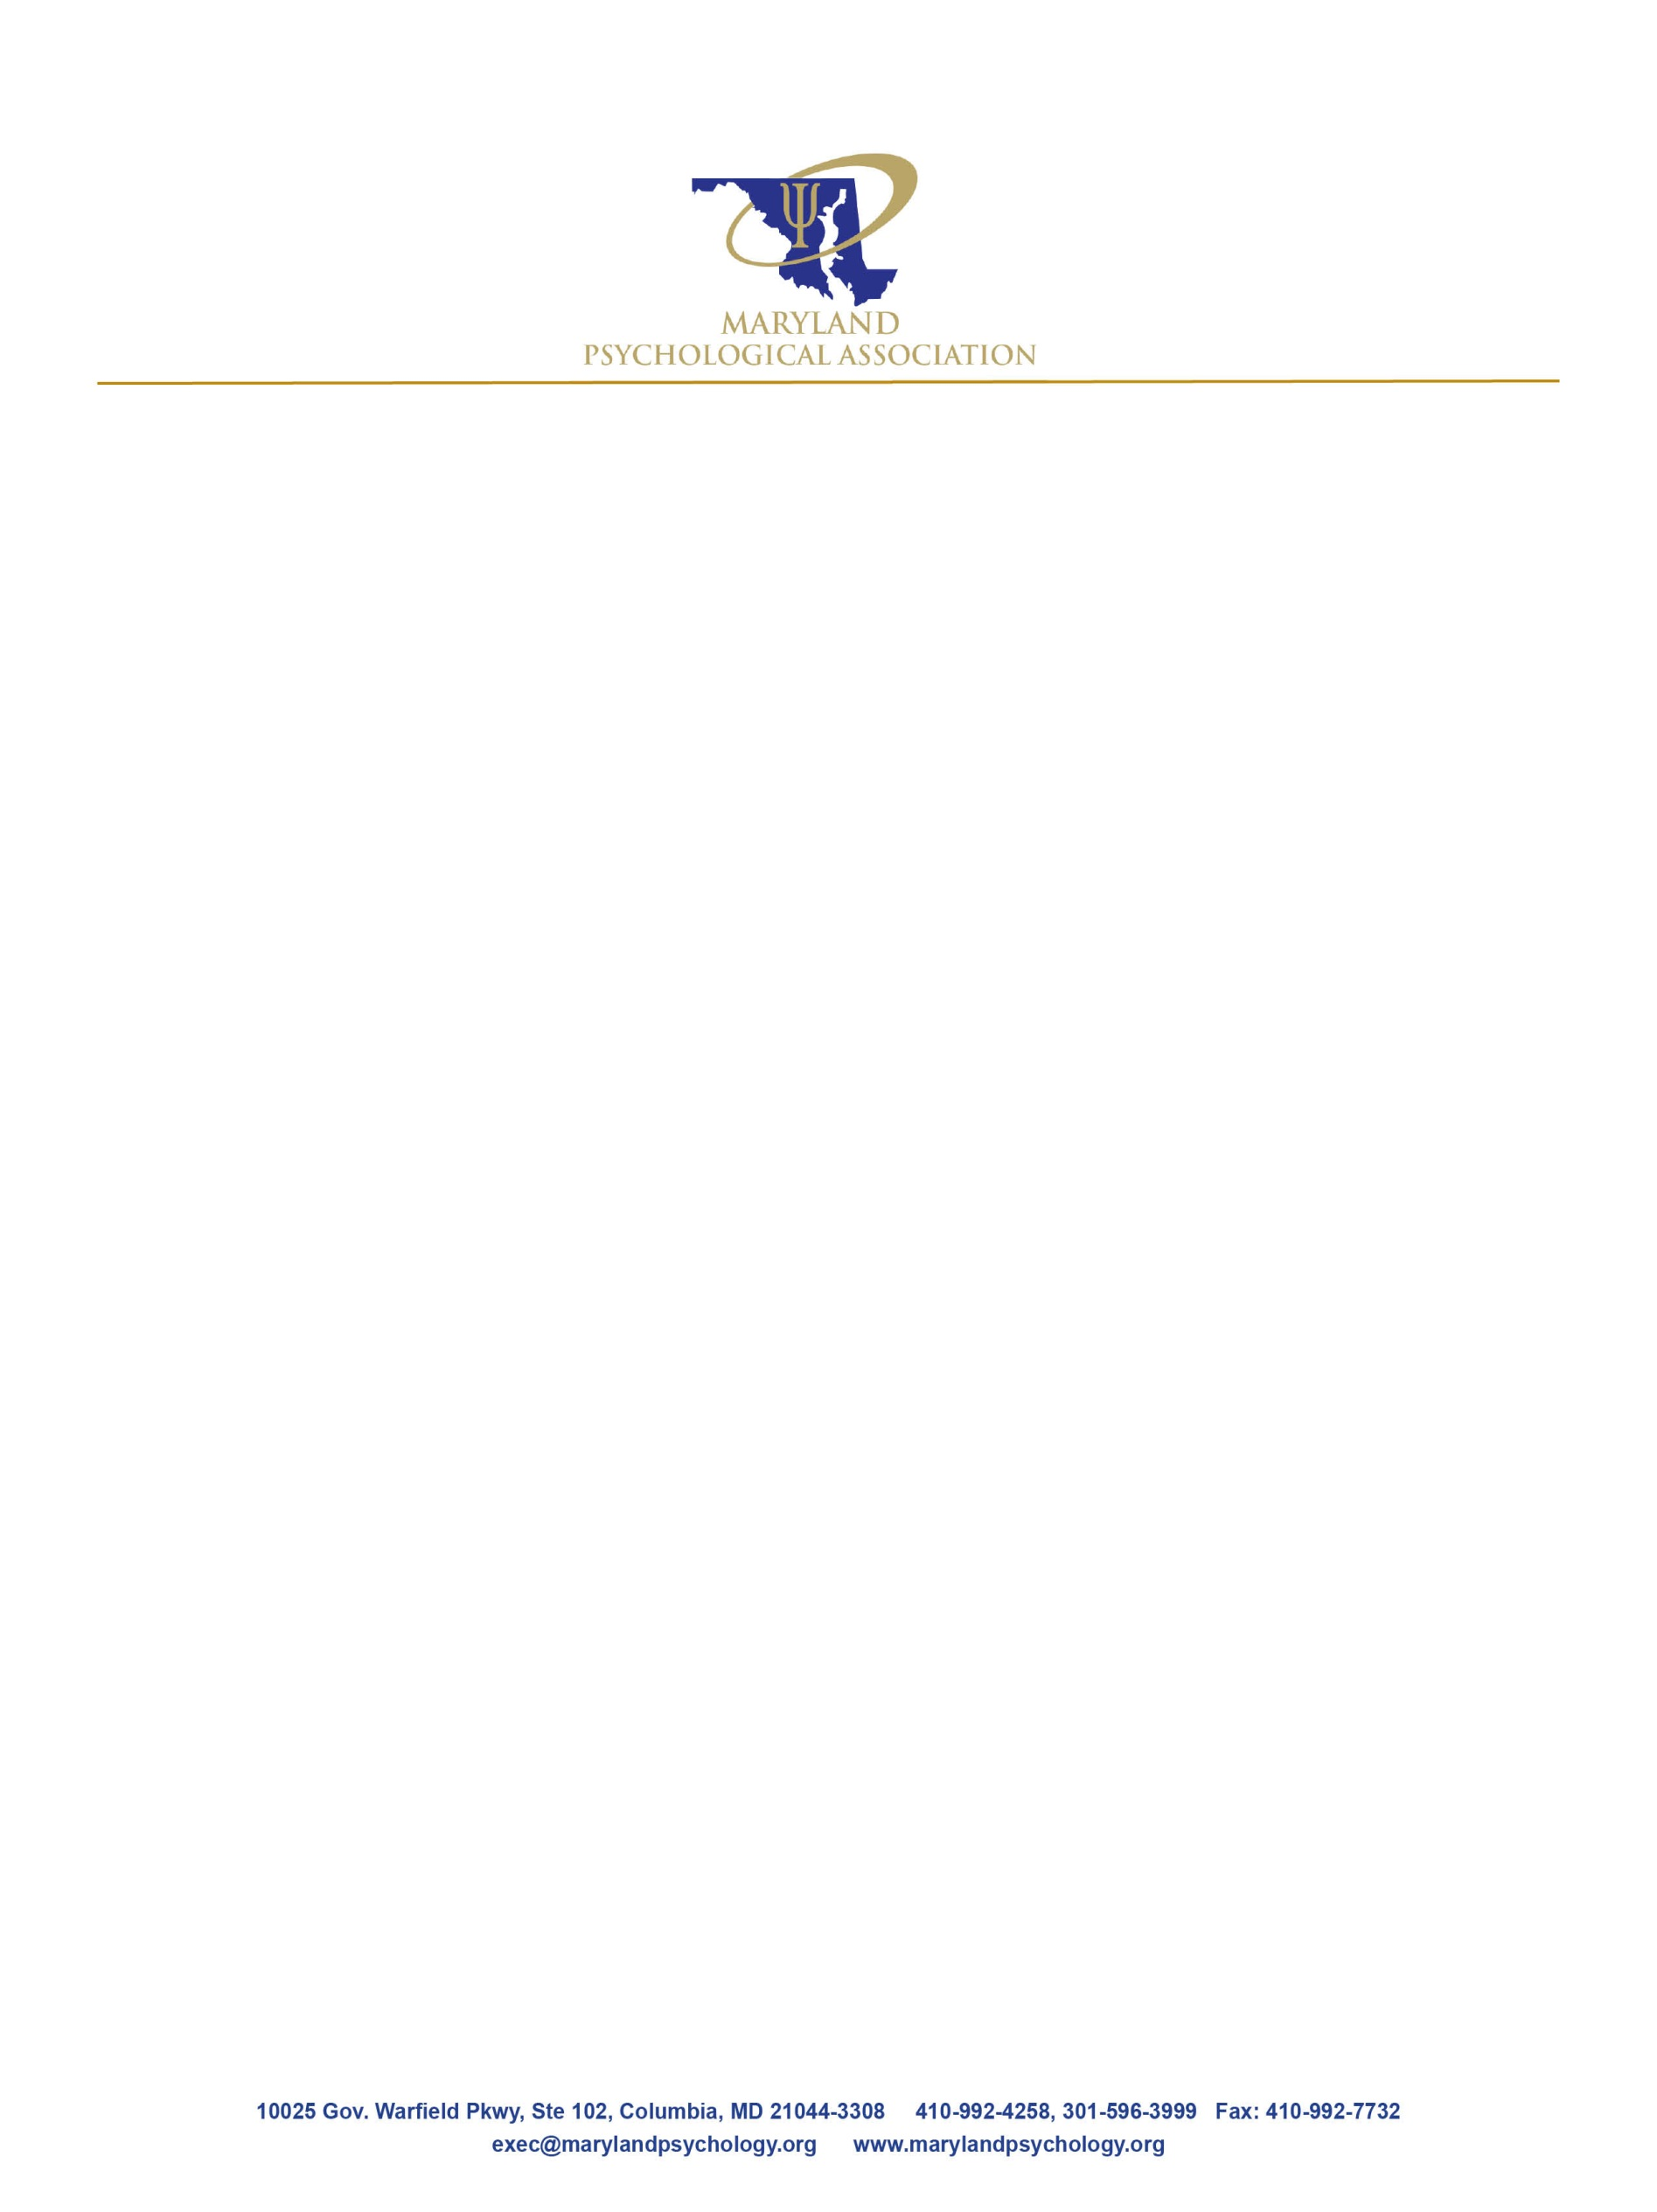 Ψ
MARYLAND
PSYCHOLOGICAL ASSOCIATION
10025 Gov. Warfield Pkwy, Ste 102, Columbia, MD 21044-3308 410-992-4258, 301-596-3999 Fax: 410-992-7732
exec@marylandpsychology.org www.marylandpsychology.org